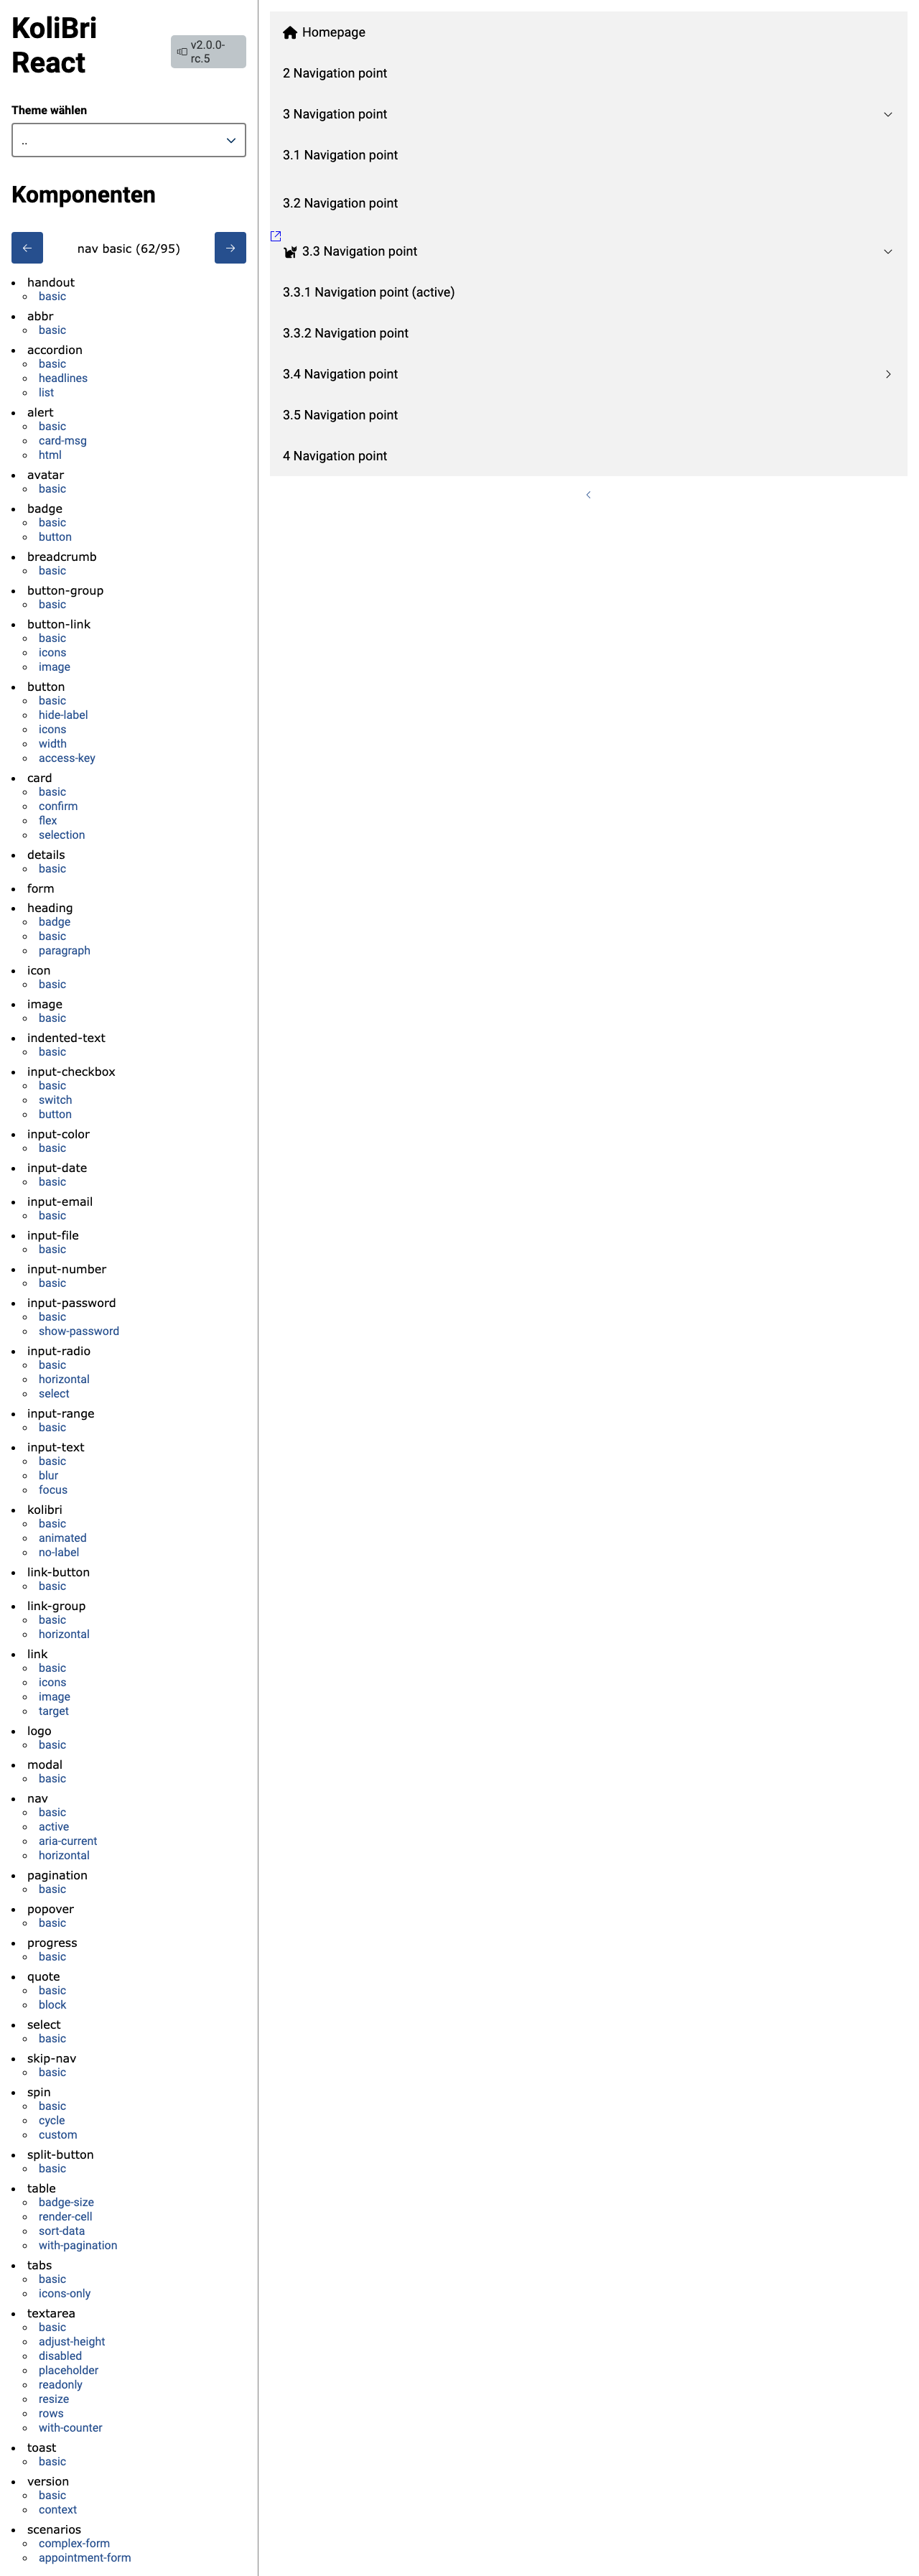 KoliBri
React
v2.0.0-
rc.5
Theme wählen
..
Komponenten
nav basic (62/95)
handout
basic
abbr
basic
accordion
basic
headlines
list
alert
basic
card-msg
html
avatar
basic
badge
basic
button
breadcrumb
basic
button-group
basic
button-link
basic
icons
image
button
basic
hide-label
icons
width
access-key
card
basic
confirm
flex
selection
details
basic
form
heading
badge
basic
paragraph
icon
basic
image
basic
indented-text
basic
input-checkbox
basic
switch
button
input-color
basic
input-date
basic
input-email
basic
input-file
basic
input-number
basic
input-password
basic
show-password
input-radio
basic
horizontal
select
input-range
basic
input-text
basic
blur
focus
kolibri
basic
animated
no-label
link-button
basic
link-group
basic
horizontal
link
basic
icons
image
target
logo
basic
modal
basic
nav
basic
active
aria-current
horizontal
pagination
basic
popover
basic
progress
basic
quote
basic
block
select
basic
skip-nav
basic
spin
basic
cycle
custom
split-button
basic
table
badge-size
render-cell
sort-data
with-pagination
tabs
basic
icons-only
textarea
basic
adjust-height
disabled
placeholder
readonly
resize
rows
with-counter
toast
basic
version
basic
context
scenarios
complex-form
appointment-form
Homepage
2 Navigation point
3 Navigation point
3.1 Navigation point
3.2 Navigation point
3.3 Navigation point
3.3.1 Navigation point (active)
3.3.2 Navigation point
3.4 Navigation point
3.5 Navigation point
4 Navigation point